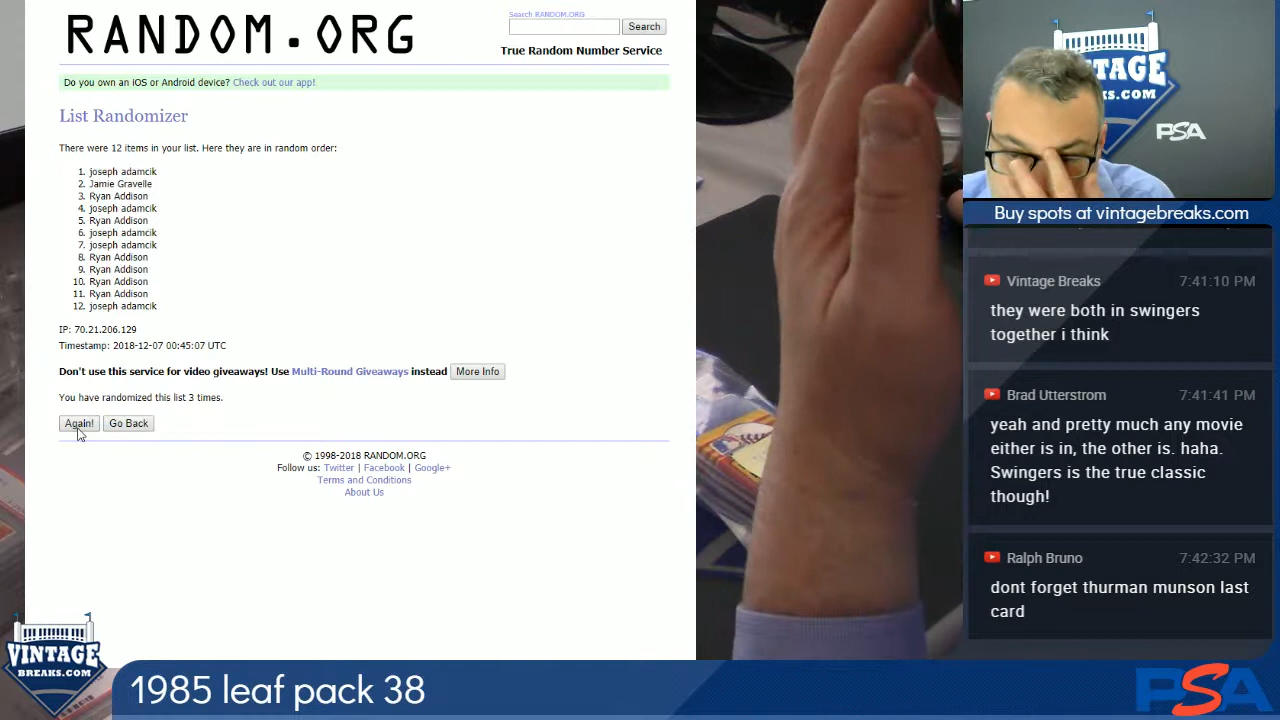 RANDOM.ORG
Search RANDOM.ORG
Search
True Random Number Service
Do you own an iOS or Android device? Check out our app!
List Randomizer
There were 12 items in your list. Here they are in random order:
1. joseph adamcik
2. Jamie Gravelle
3. Ryan Addison
4. joseph adamcik
5. Ryan Addison
6. joseph adamcik
7. joseph adamcik
8. Ryan Addison
9. Ryan Addison
10. Ryan Addison
11. Ryan Addison
12. joseph adamcik
IP: 70.21.206.129
Timestamp: 2018-12-07 00:45:07 UTC
Don't use this service for video giveaways! Use Multi-Round Giveaways instead More Info
You have randomized this list 3 times.
Again! Go Back
© 1998-2018 RANDOM.ORG
Follow us: Twitter | Facebook | Google+
Terms and Conditions
About Us
PSA
Buy spots at vintagebreaks.com
Vintage Breaks 7:41:10 PM
they were both in swingers
together i think
Brad Utterstrom 7:41:41 PM
yeah and pretty much any movie
either is in, the other is. haha.
Swingers is the true classic
though!
Ralph Bruno 7:42:32 PM
dont forget thurman munson last
card
VINTAGE
BREAKS.COM
1985 leaf pack 38
PSA